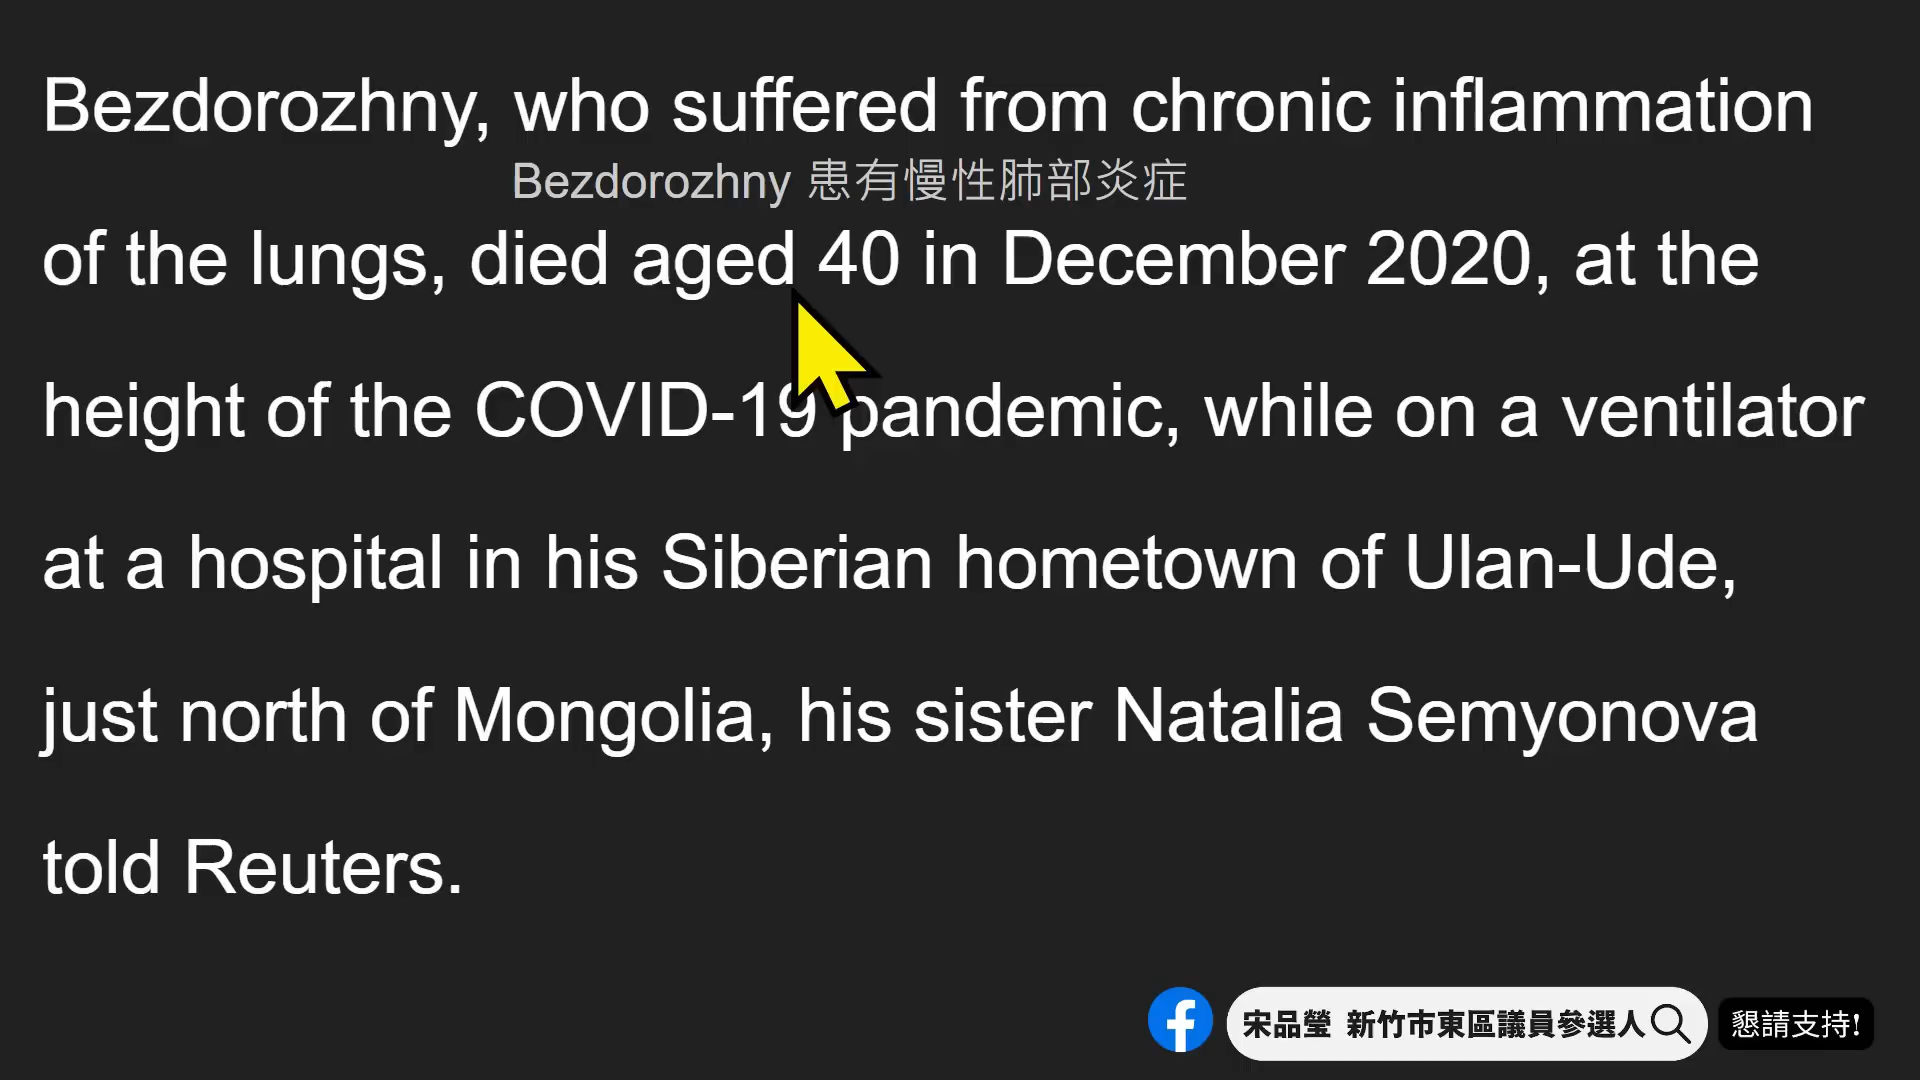 Bezdorozhny, who suffered from chronic inflammation
Bezdorozhny 患有慢性肺部炎症
of the lungs, died aged 40 in December 2020, at the
height of the COVID-19 pandemic, while on a ventilator
at a hospital in his Siberian hometown of Ulan-Ude,
just north of Mongolia, his sister Natalia Semyonova
told Reuters.
宋品瑩 新竹市東區議員參選人
懇請支持!